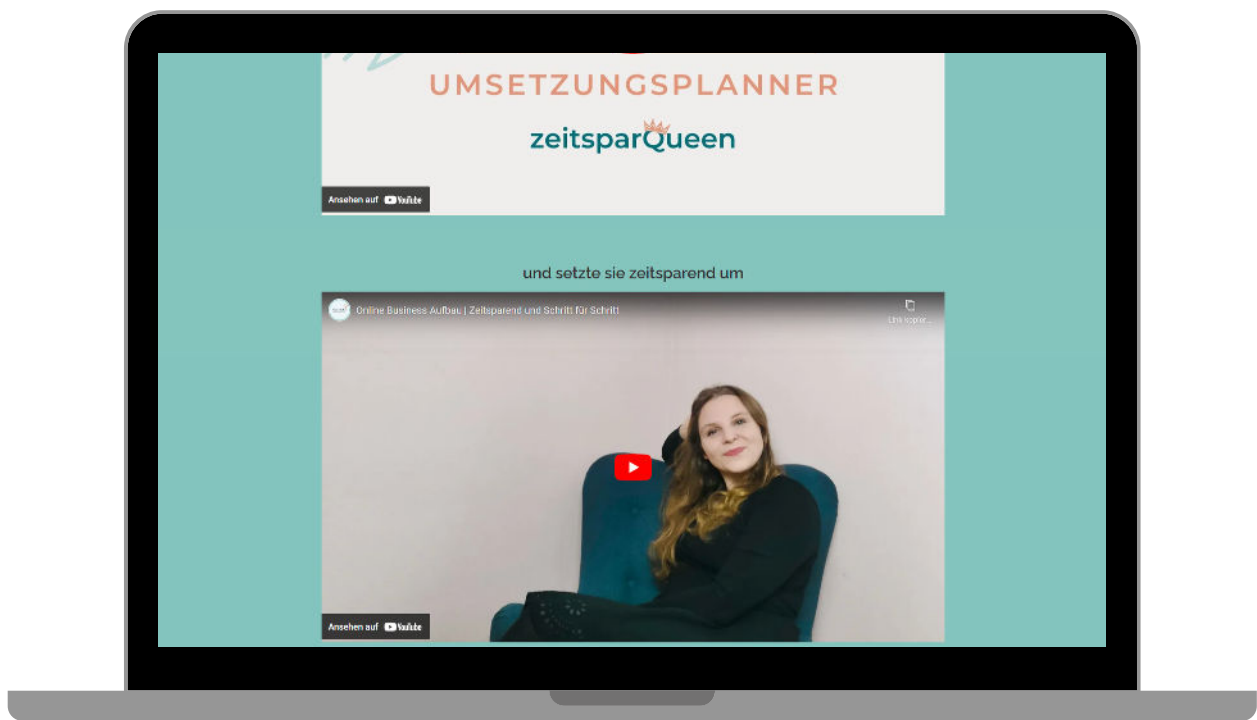 UMSETZUNGSPLANNER
zeitsparQueen
Ansehen auf YouTube
und setzte sie zeitsparend um
Online Business Aufbau | Zeitsparend und Schritt für Schritt
Link kopier...
Ansehen auf YouTube